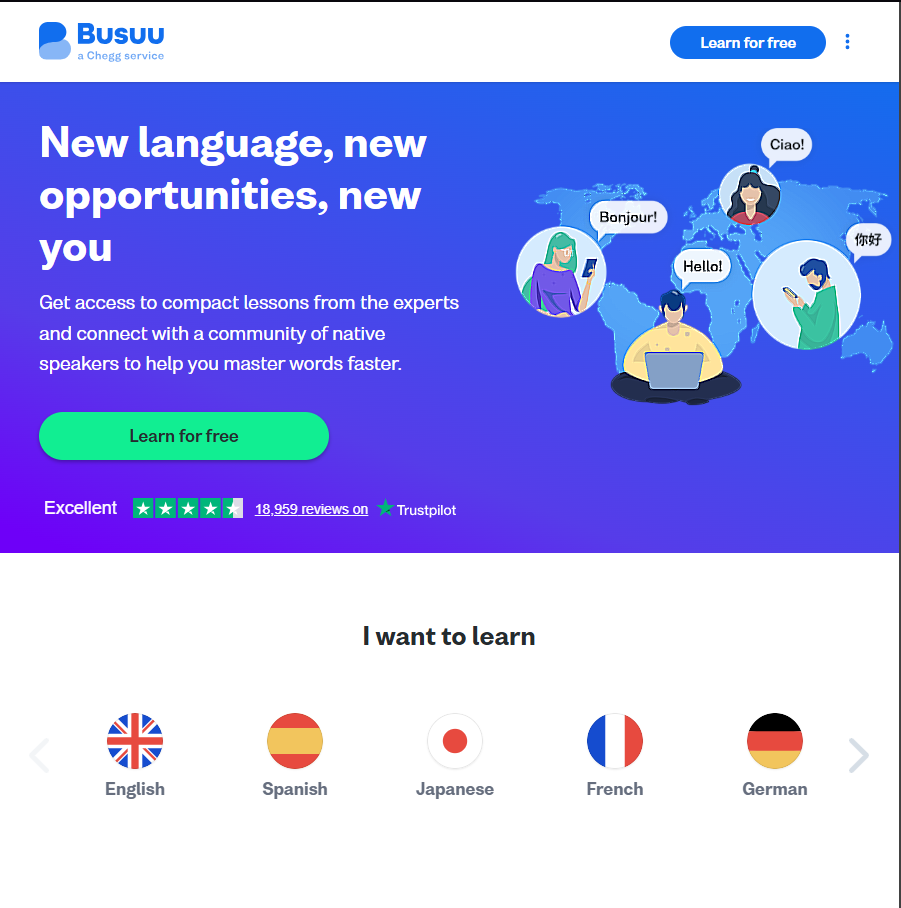 Busuu
a Chegg service
Learn for free
New language, new
opportunities, new
you
Get access to compact lessons from the experts
and connect with a community of native
speakers to help you master words faster.
Learn for free
Ciao!
Bonjour!
你好
Hello!
Excellent 18,959 reviews on Trustpilot
I want to learn
English Spanish Japanese French German